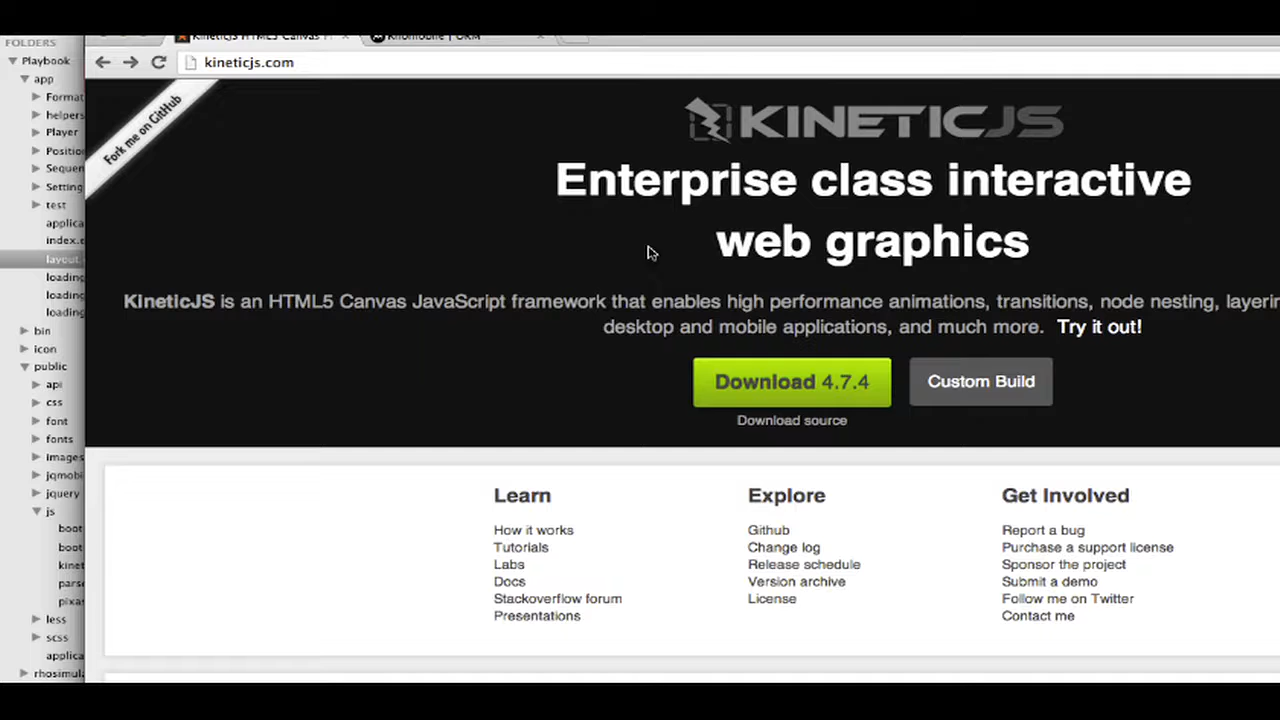 FOLDERS
Playbook
app
Format
helpers
Player
Position
Sequen
Setting
test
applica
index.e
layout.
loading
loading
loading
bin
icon
public
api
css
font
fonts
images
jqmobi
jquery
js
boot
boot
kinet
parse
pixas
less
scss
applica
rhosimula
KineticJS HTML5 Canvas
kineticjs.com
Fork me on GitHub
KINETICJS
Enterprise class interactive
web graphics
KineticJS is an HTML5 Canvas JavaScript framework that enables high performance animations, transitions, node nesting, layerin
desktop and mobile applications, and much more. Try it out!
Download 4.7.4
Custom Build
Download source
Learn
How it works
Tutorials
Labs
Docs
Stackoverflow forum
Presentations
Explore
Github
Change log
Release schedule
Version archive
License
Get Involved
Report a bug
Purchase a support license
Sponsor the project
Submit a demo
Follow me on Twitter
Contact me